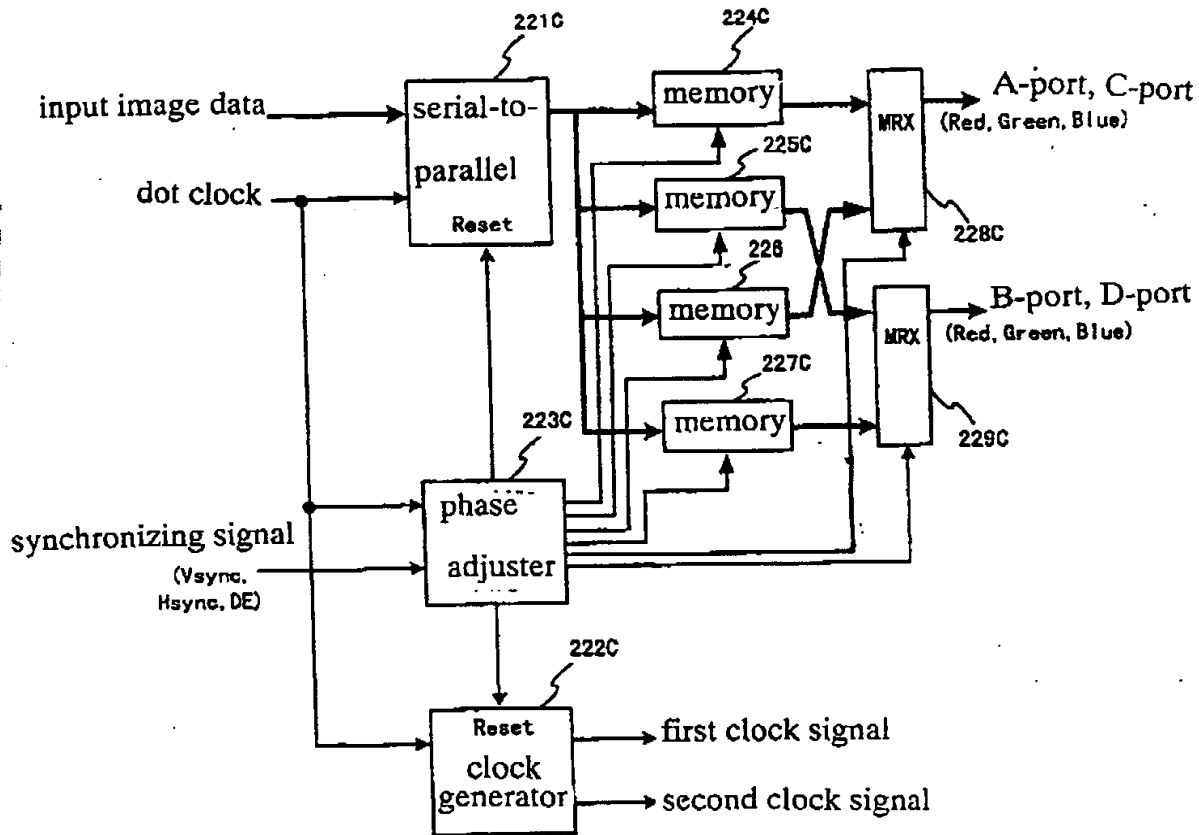 221C
224C
input image data
serial-to-
parallel
Reset
memory
MRX
A-port, C-port
(Red, Green, Blue)
225C
dot clock
memory
228C
226
memory
MRX
B-port, D-port
(Red, Green, Blue)
227C
memory
229C
223C
phase
adjuster
synchronizing signal
(Vsync,
Hsync, DE)
222C
Reset
clock
generator
first clock signal
second clock signal